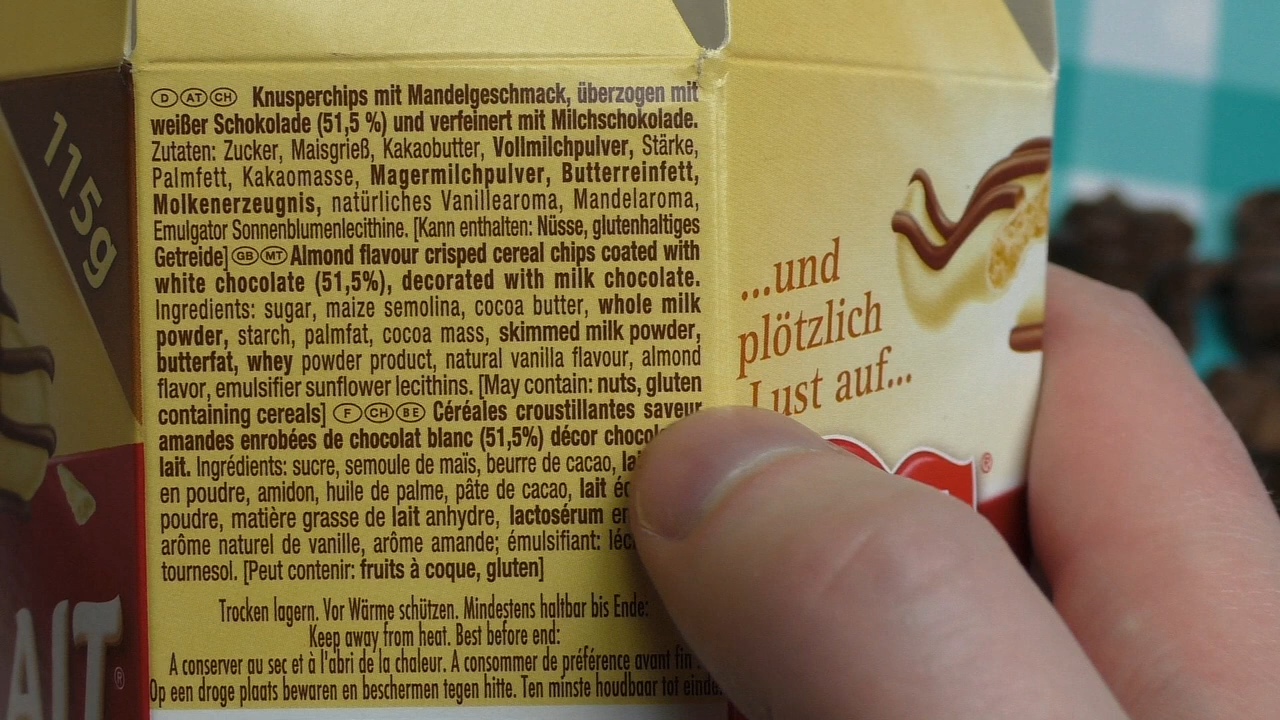 115g
D AT CH Knusperchips mit Mandelgeschmack, überzogen mit
weißer Schokolade (51,5 %) und verfeinert mit Milchschokolade.
Zutaten: Zucker, Maisgrieß, Kakaobutter, Vollmilchpulver, Stärke,
Palmfett, Kakaomasse, Magermilchpulver, Butterreinfett,
Molkenerzeugnis, natürliches Vanillearoma, Mandelaroma,
Emulgator Sonnenblumenlecithine. [Kann enthalten: Nüsse, glutenhaltiges
Getreide] GB MT Almond flavour crisped cereal chips coated with
white chocolate (51,5%), decorated with milk chocolate.
Ingredients: sugar, maize semolina, cocoa butter, whole milk
powder, starch, palmfat, cocoa mass, skimmed milk powder,
butterfat, whey powder product, natural vanilla flavour, almond
flavor, emulsifier sunflower lecithins. [May contain: nuts, gluten
containing cereals] F CH BE Céréales croustillantes saveur
amandes enrobées de chocolat blanc (51,5%) décor
lait. Ingrédients: sucre, semoule de maïs, beurre de cacao,
en poudre, amidon, huile de palme, pâte de cacao, lait
poudre, matière grasse de lait anhydre, lactosérum
arôme naturel de vanille, arôme amande; émulsifiant:
tournesol. [Peut contenir: fruits à coque, gluten]
Trocken lagern. Vor Wärme schützen. Mindestens haltbar bis Ende:
Keep away from heat. Best before end:
A conserver au sec et à l'abri de la chaleur. A consommer de préférence avant fin
Op een droge plaats bewaren en beschermen tegen hitte. Ten minste houdbaar tot einde
...und
plötzlich
Lust auf...
®
AIT®